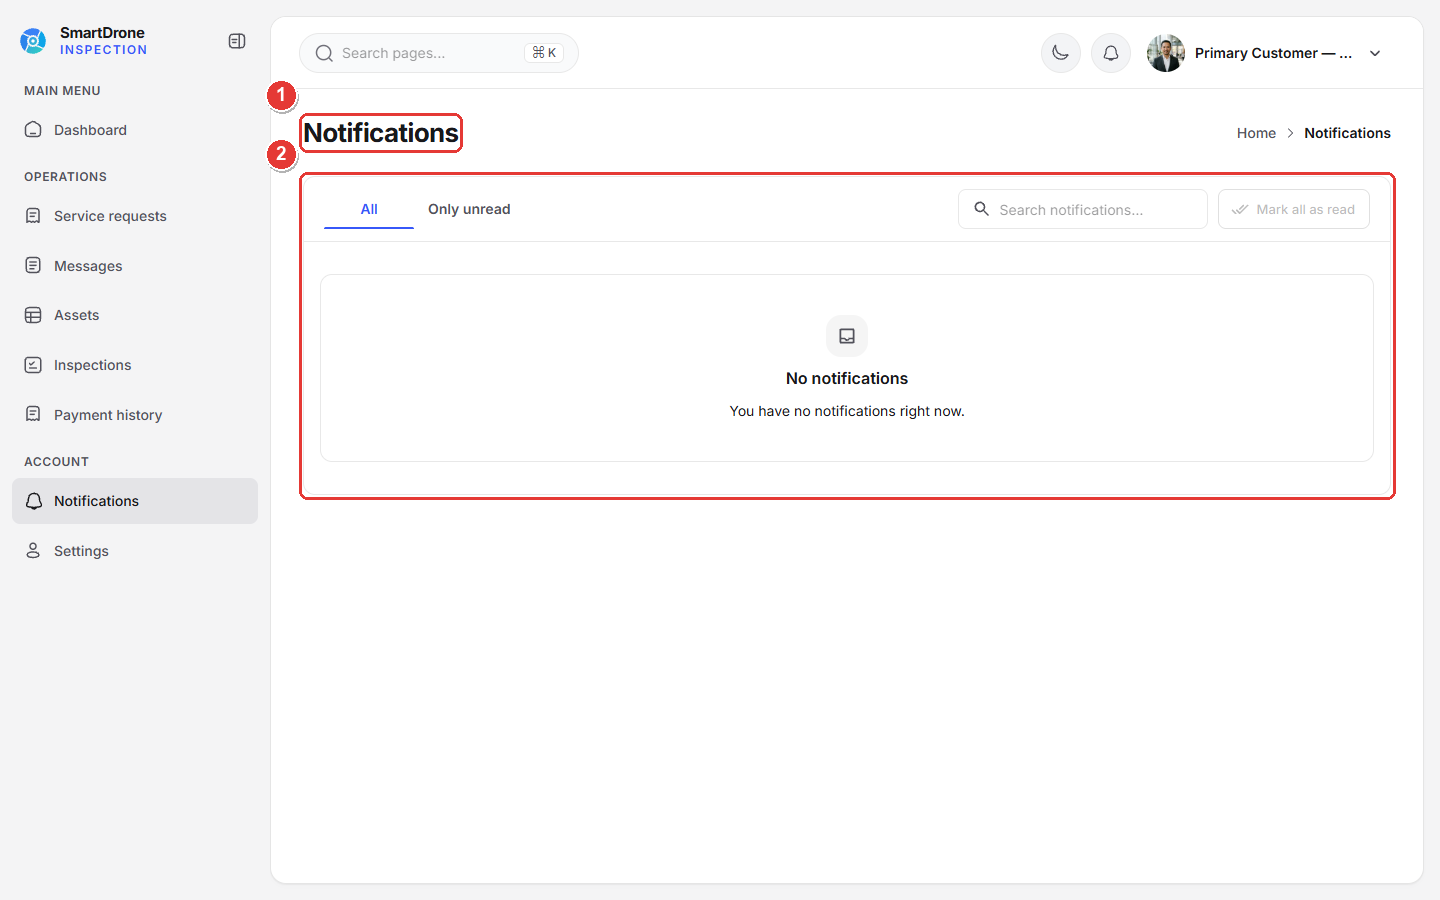 SmartDrone
INSPECTION
MAIN MENU
Dashboard
OPERATIONS
Service requests
Messages
Assets
Inspections
Payment history
ACCOUNT
Notifications
Settings
Search pages...
⌘ K
Primary Customer — ...
1
Notifications
Home > Notifications
2
All
Only unread
Search notifications...
Mark all as read
No notifications
You have no notifications right now.